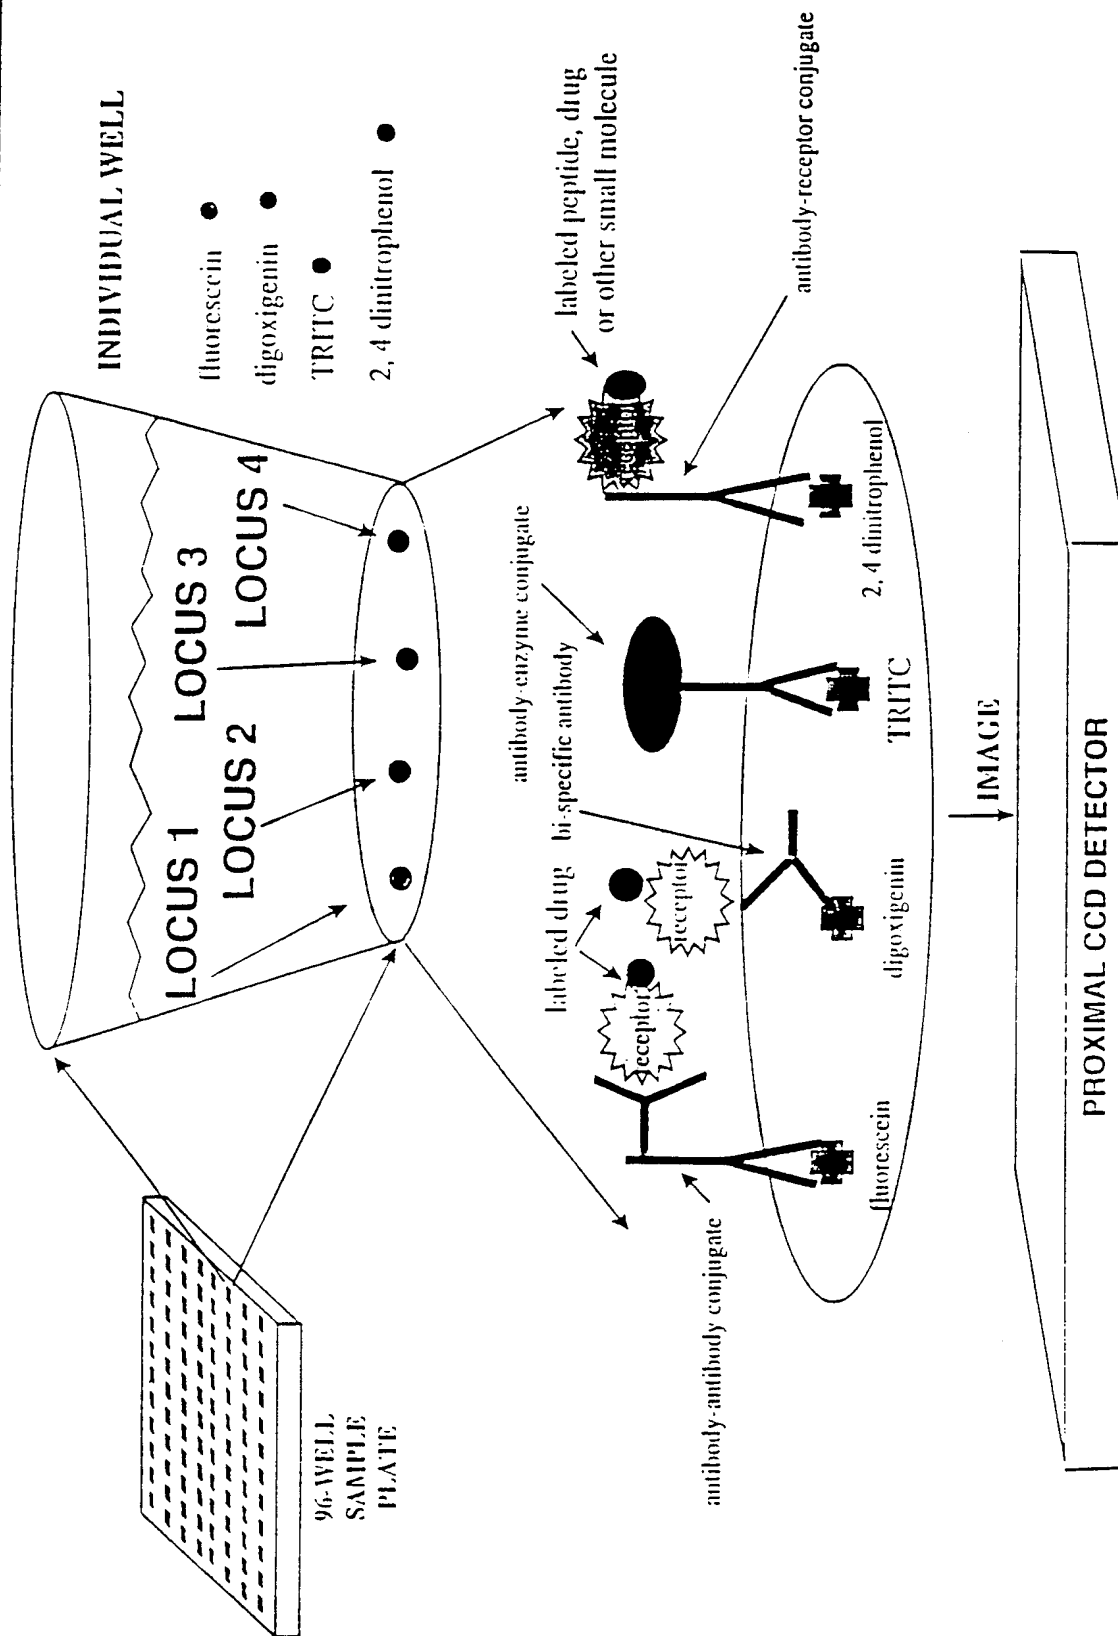 INDIVIDUAL WELL
fluorescein
digoxigenin
TRITC
2, 4 dinitrophenol
LOCUS 1
LOCUS 2
LOCUS 3
LOCUS 4
96-WELL
SAMPLE
PLATE
labeled drug
bi-specific antibody
antibody-enzyme conjugate
labeled peptide, drug
or other small molecule
receptor
receptor
receptor
antibody-antibody conjugate
antibody-receptor conjugate
fluorescein
digoxigenin
TRITC
2, 4 dinitrophenol
IMAGE
PROXIMAL CCD DETECTOR